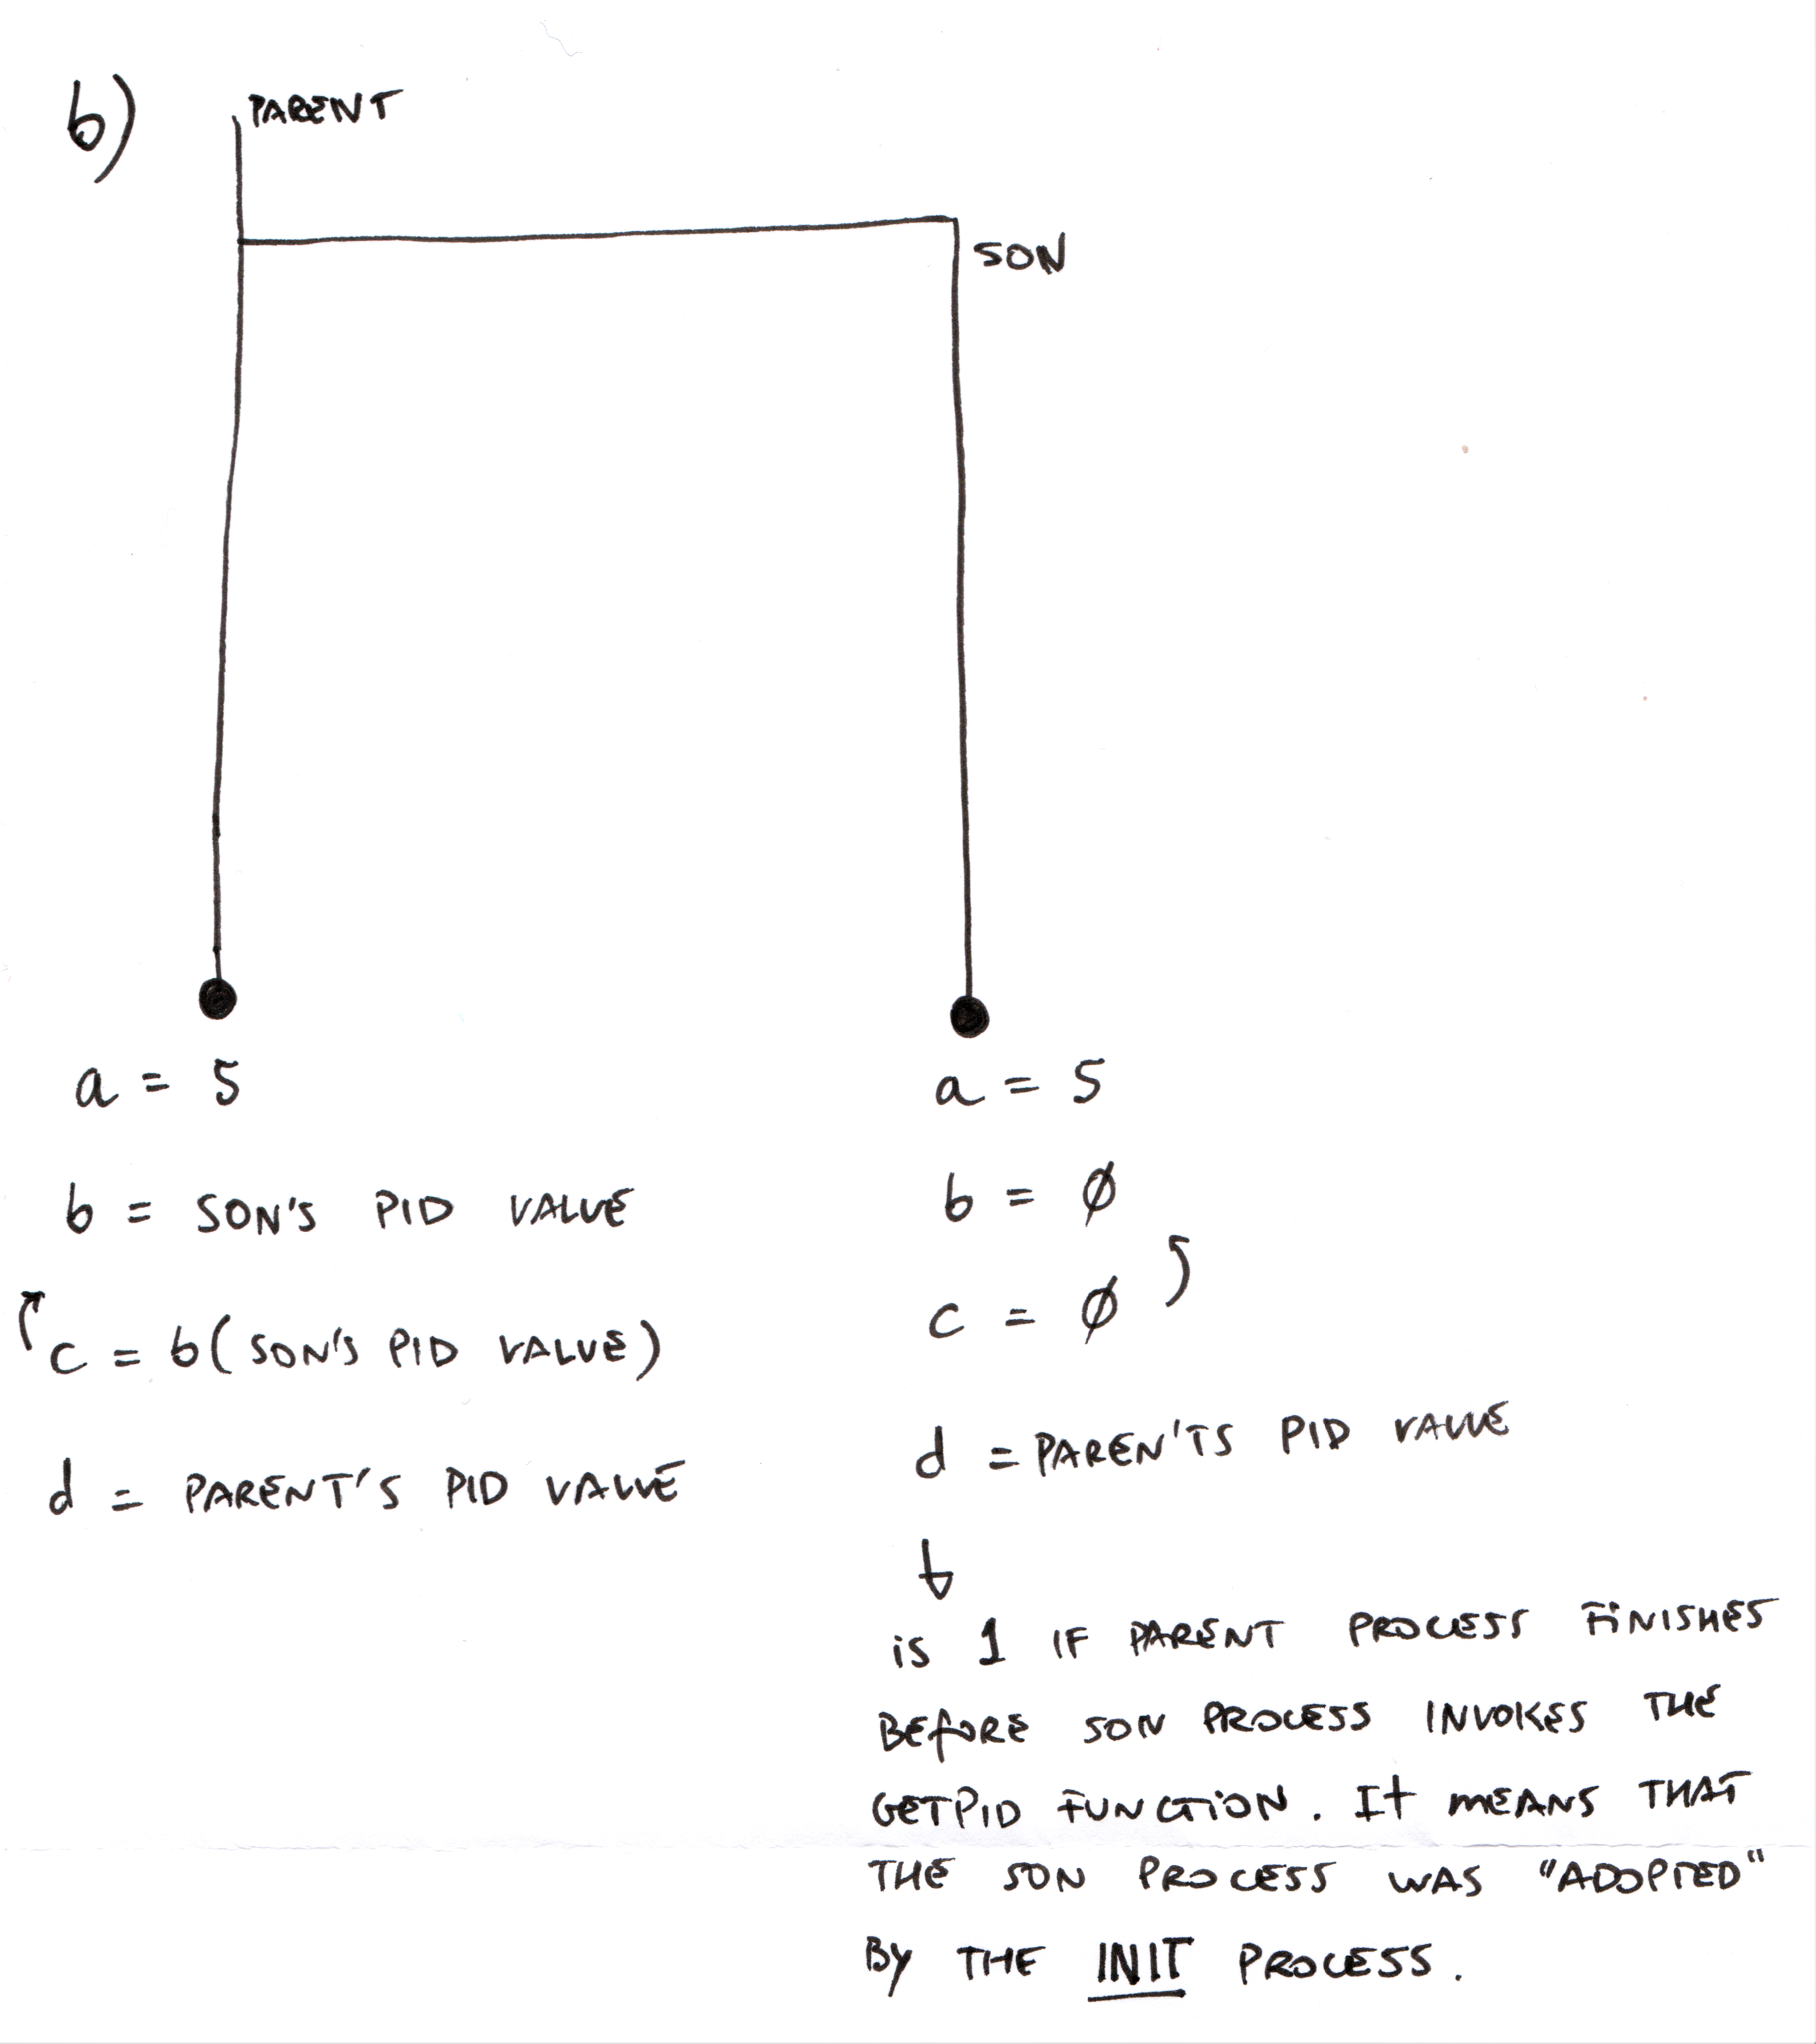 b)
PARENT
SON
a = 5
b = SON'S PID VALUE
c = b(SON'S PID VALUE)
d = PARENT'S PID VALUE
a = 5
b = Ø
c = Ø
d = PAREN'TS PID VALUE
is 1 IF PARENT PROCESS FINISHES
BEFORE SON PROCESS INVOKES THE
GETPID FUNCTION. It MEANS THAT
THE SON PROCESS WAS "ADOPTED"
BY THE INIT PROCESS.